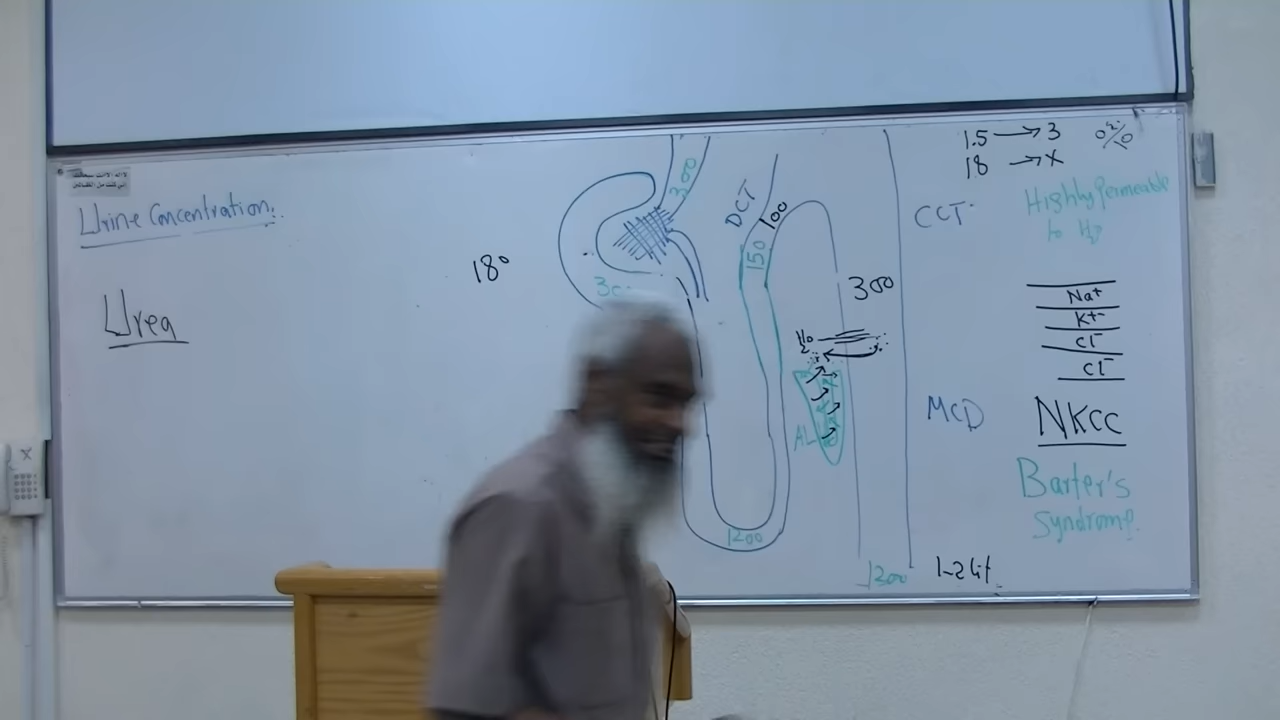 Urine Concentration:
Urea
18°
300
DCT
100
150
300
1200
1200
1.5 → 3
18 → x
CCT
Highly permeable
to H₂O
Na+
K+
Cl-
Cl-
NKCC
MCD
Barter's
Syndrome
1-2 lit